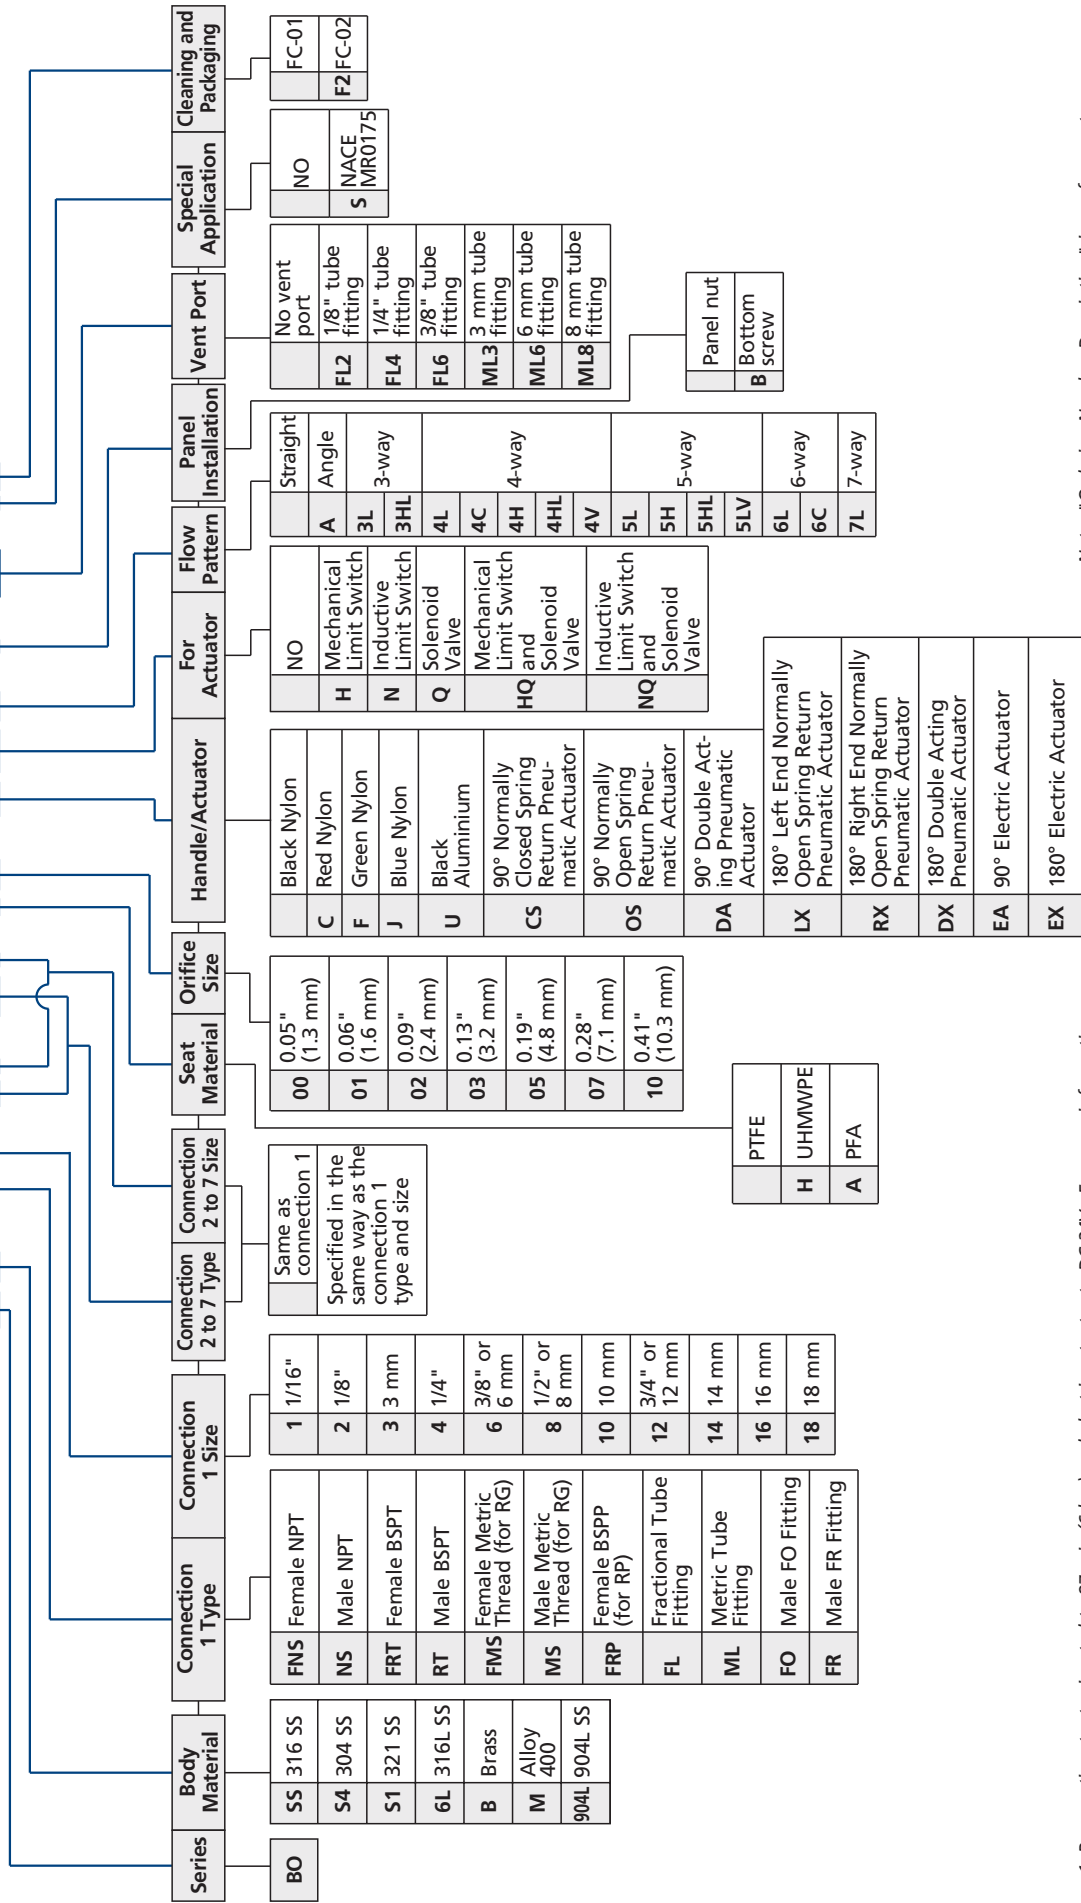 Series
BO
Body
Material
SS 316 SS
S4 304 SS
S1 321 SS
6L 316L SS
B Brass
M Alloy
400
904L 904L SS
Connection
1 Type
FNS Female NPT
NS Male NPT
FRT Female BSPT
RT Male BSPT
FMS Female Metric
Thread (for RG)
MS Male Metric
Thread (for RG)
FRP Female BSPP
(for RP)
FL Fractional Tube
Fitting
ML Metric Tube
Fitting
FO Male FO Fitting
FR Male FR Fitting
Connection
1 Size
1 1/16"
2 1/8"
3 3 mm
4 1/4"
6 3/8" or
6 mm
8 1/2" or
8 mm
10 10 mm
12 3/4" or
12 mm
14 14 mm
16 16 mm
18 18 mm
Connection
2 to 7 Type
Connection
2 to 7 Size
Same as
connection 1
Specified in the
same way as the
connection 1
type and size
Seat
Material
PTFE
H UHMWPE
A PFA
Orifice
Size
00 0.05"
(1.3 mm)
01 0.06"
(1.6 mm)
02 0.09"
(2.4 mm)
03 0.13"
(3.2 mm)
05 0.19"
(4.8 mm)
07 0.28"
(7.1 mm)
10 0.41"
(10.3 mm)
Handle/Actuator
Black Nylon
C Red Nylon
F Green Nylon
J Blue Nylon
U Black
Aluminium
CS 90° Normally
Closed Spring
Return Pneu-
matic Actuator
OS 90° Normally
Open Spring
Return Pneu-
matic Actuator
DA 90° Double Act-
ing Pneumatic
Actuator
LX 180° Left End Normally
Open Spring Return
Pneumatic Actuator
RX 180° Right End Normally
Open Spring Return
Pneumatic Actuator
DX 180° Double Acting
Pneumatic Actuator
EA 90° Electric Actuator
EX 180° Electric Actuator
For
Actuator
NO
H Mechanical
Limit Switch
N Inductive
Limit Switch
Q Solenoid
Valve
HQ Mechanical
Limit Switch
and
Solenoid
Valve
NQ Inductive
Limit Switch
and
Solenoid
Valve
Flow
Pattern
Straight
A Angle
3L
3HL
3-way
4L
4C
4H
4HL
4V
4-way
5L
5H
5HL
5LV
5-way
6L
6C
6-way
7L 7-way
Panel
Installation
Panel nut
B Bottom
screw
Vent Port
No vent
port
FL2 1/8" tube
fitting
FL4 1/4" tube
fitting
FL6 3/8" tube
fitting
ML3 3 mm tube
fitting
ML6 6 mm tube
fitting
ML8 8 mm tube
fitting
Special
Application
NO
S NACE
MR0175
Cleaning and
Packaging
FC-01
F2 FC-02